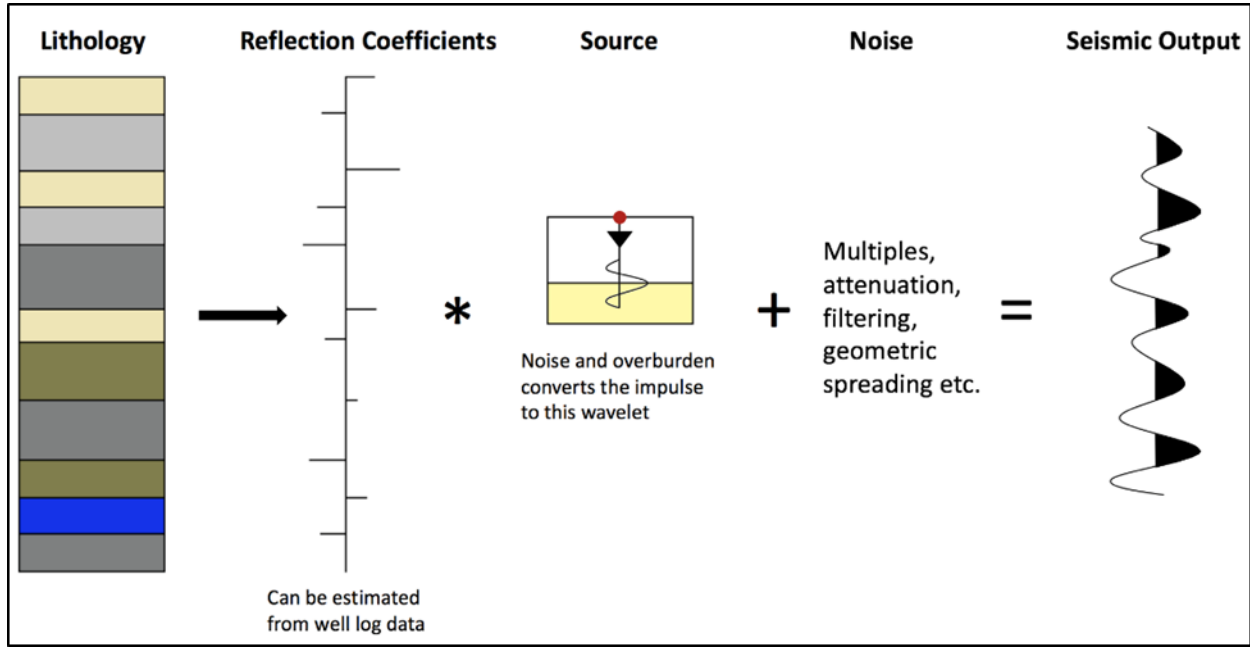 Lithology
Reflection Coefficients
Source
Noise
Seismic Output
*
+
=
Multiples,
attenuation,
filtering,
geometric
spreading etc.
Noise and overburden
converts the impulse
to this wavelet
Can be estimated
from well log data